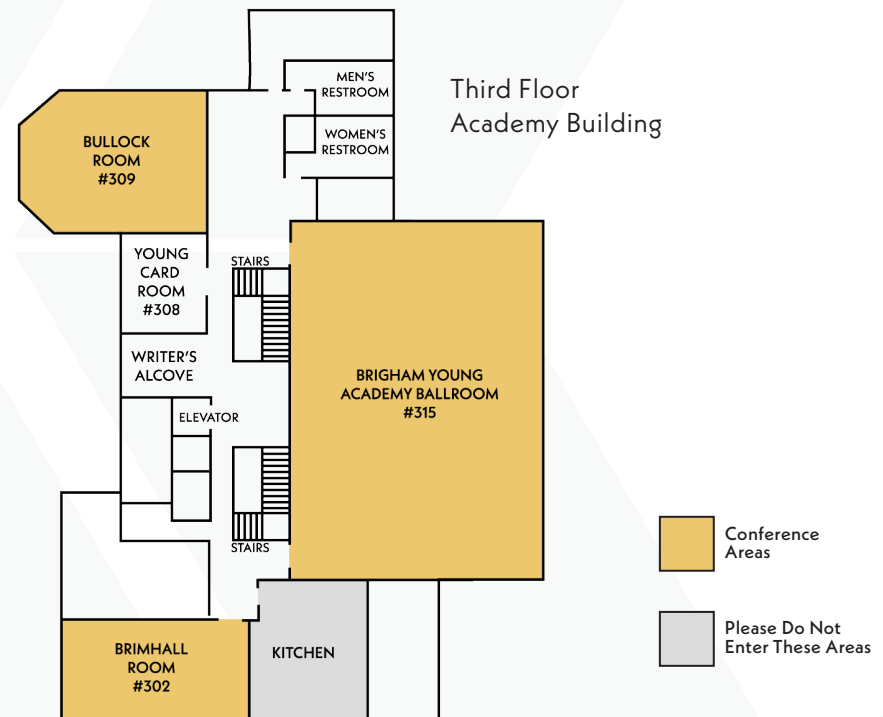 Third Floor
Academy Building
MEN'S
RESTROOM
WOMEN'S
RESTROOM
BULLOCK
ROOM
#309
YOUNG
CARD
ROOM
#308
STAIRS
WRITER'S
ALCOVE
ELEVATOR
BRIGHAM YOUNG
ACADEMY BALLROOM
#315
STAIRS
BRIMHALL
ROOM
#302
KITCHEN
Conference
Areas
Please Do Not
Enter These Areas